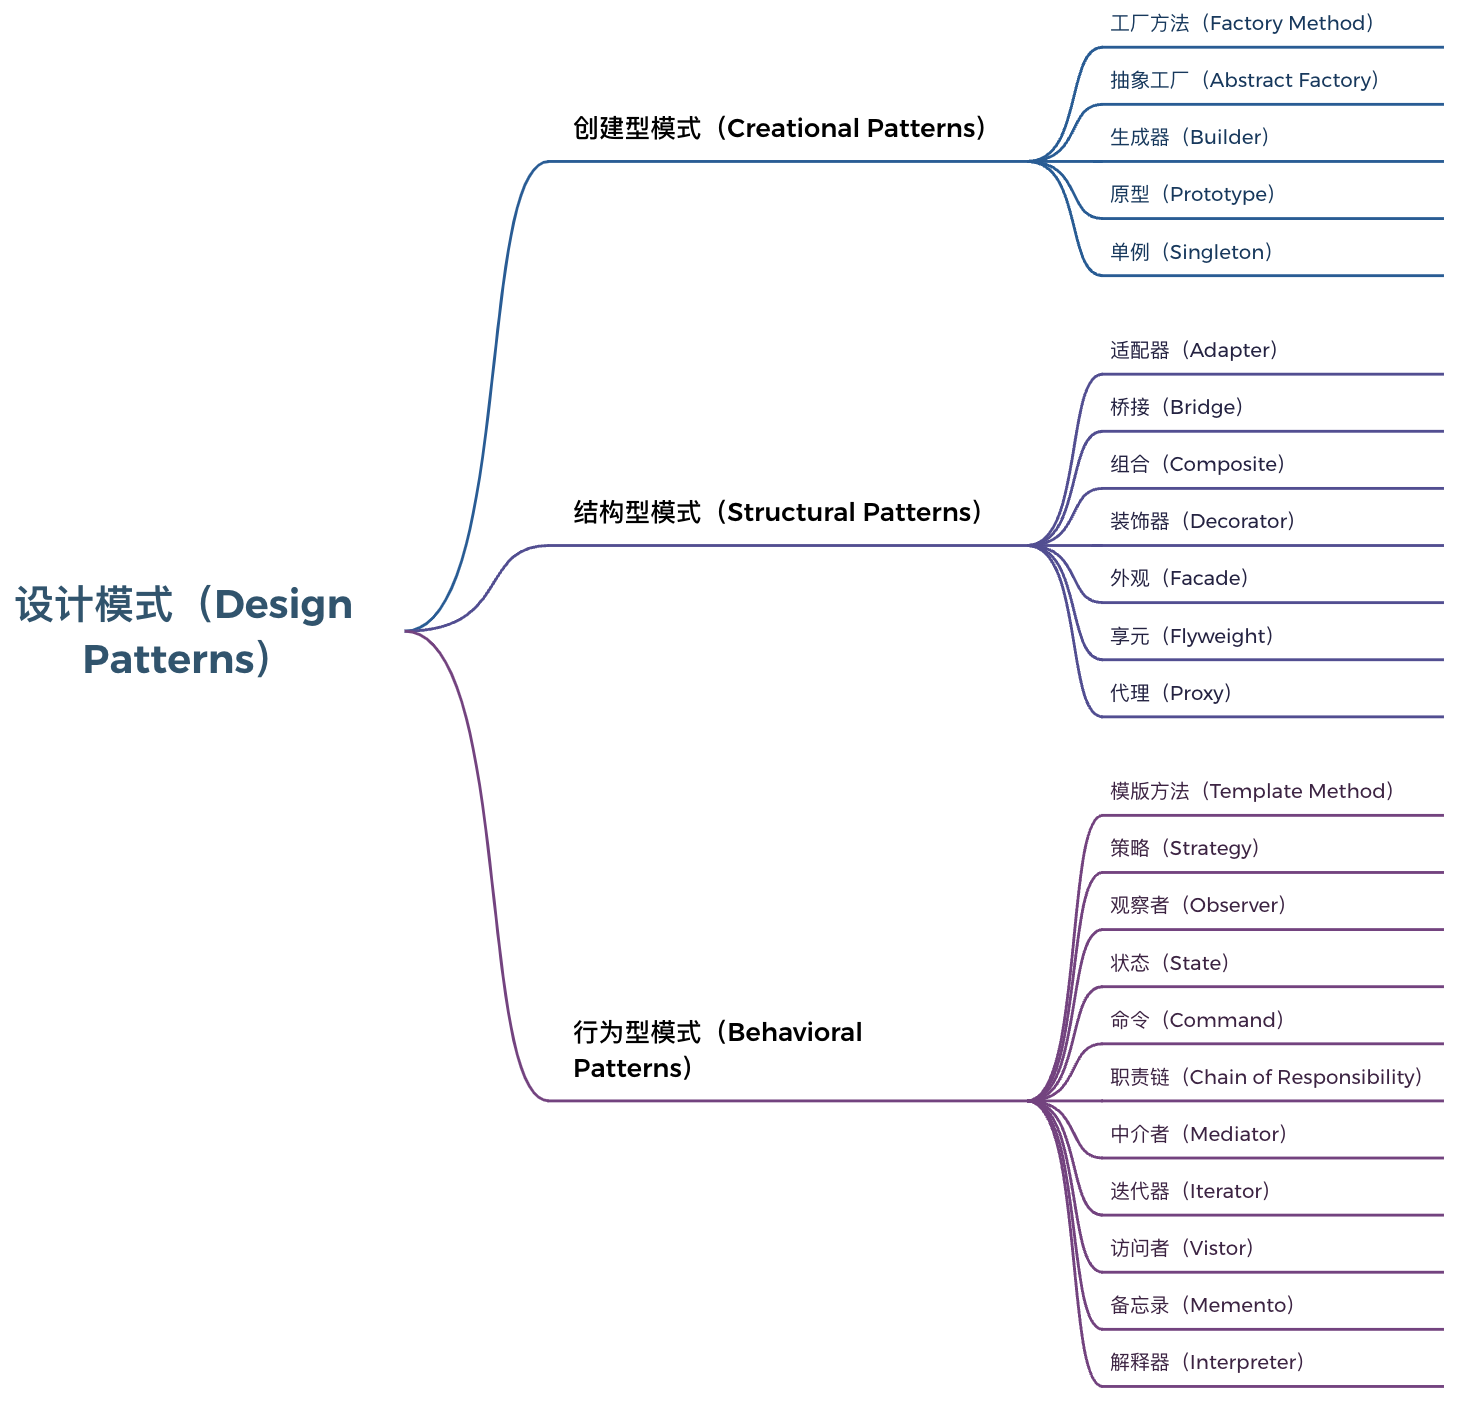 设计模式（Design
Patterns）
创建型模式（Creational Patterns）
工厂方法（Factory Method）
抽象工厂（Abstract Factory）
生成器（Builder）
原型（Prototype）
单例（Singleton）
结构型模式（Structural Patterns）
适配器（Adapter）
桥接（Bridge）
组合（Composite）
装饰器（Decorator）
外观（Facade）
享元（Flyweight）
代理（Proxy）
行为型模式（Behavioral
Patterns）
模版方法（Template Method）
策略（Strategy）
观察者（Observer）
状态（State）
命令（Command）
职责链（Chain of Responsibility）
中介者（Mediator）
迭代器（Iterator）
访问者（Vistor）
备忘录（Memento）
解释器（Interpreter）